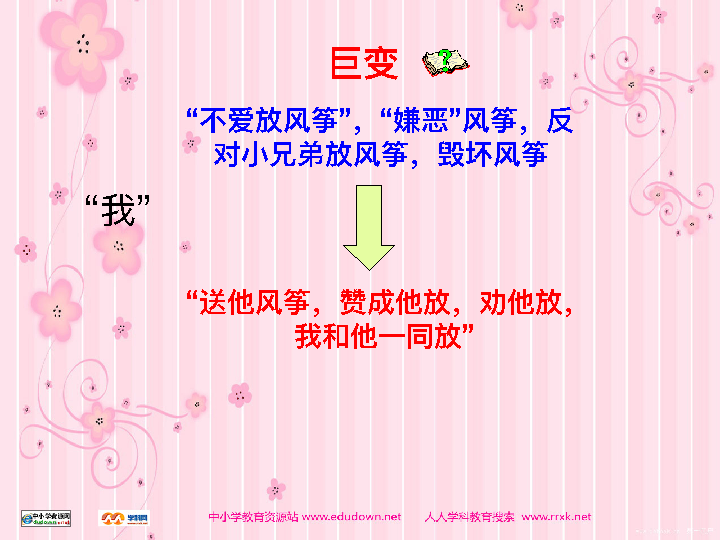 巨变
“不爱放风筝”，“嫌恶”风筝，反
对小兄弟放风筝，毁坏风筝
“我”
“送他风筝，赞成他放，劝他放，
我和他一同放”
中小学教育资源站 www.edudown.net 人人学科教育搜索 www.rrxk.net